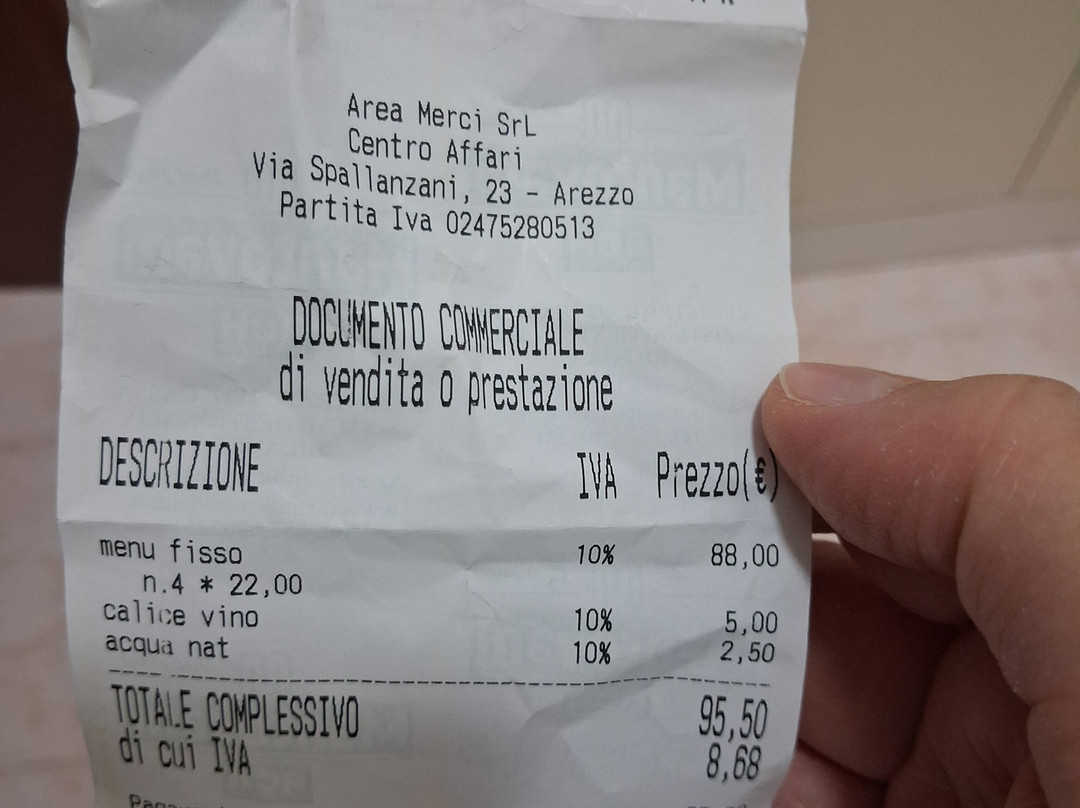 Area Merci SrL
Centro Affari
Via Spallanzani, 23 - Arezzo
Partita Iva 02475280513
DOCUMENTO COMMERCIALE
di vendita o prestazione
DESCRIZIONE IVA Prezzo(€)
menu fisso 10% 88,00
n.4 * 22,00
calice vino 10% 5,00
acqua nat 10% 2,50
TOTALE COMPLESSIVO 95,50
di cui IVA 8,68